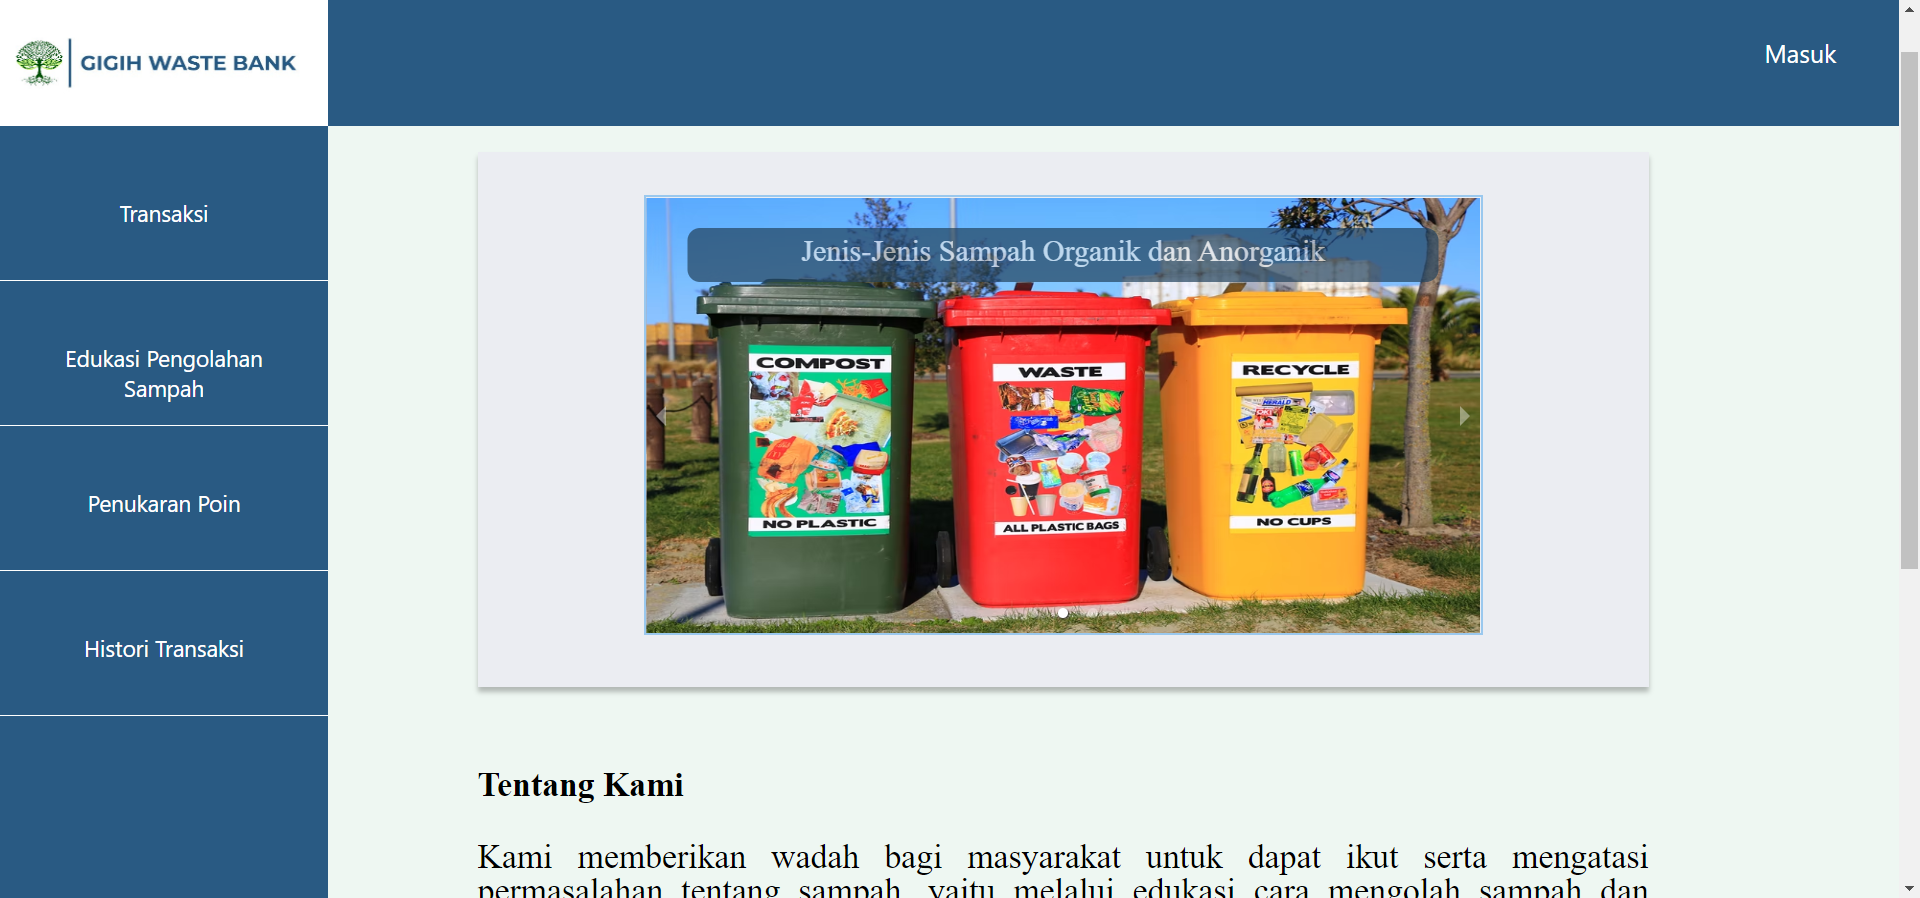 GIGIH WASTE BANK
Masuk
Transaksi
Edukasi Pengolahan
Sampah
Penukaran Poin
Histori Transaksi
Jenis-Jenis Sampah Organik dan Anorganik
COMPOST
NO PLASTIC
WASTE
ALL PLASTIC BAGS
RECYCLE
HERALD
NO CUPS
Tentang Kami
Kami memberikan wadah bagi masyarakat untuk dapat ikut serta mengatasi
permasalahan tentang sampah, yaitu melalui edukasi cara mengolah sampah dan